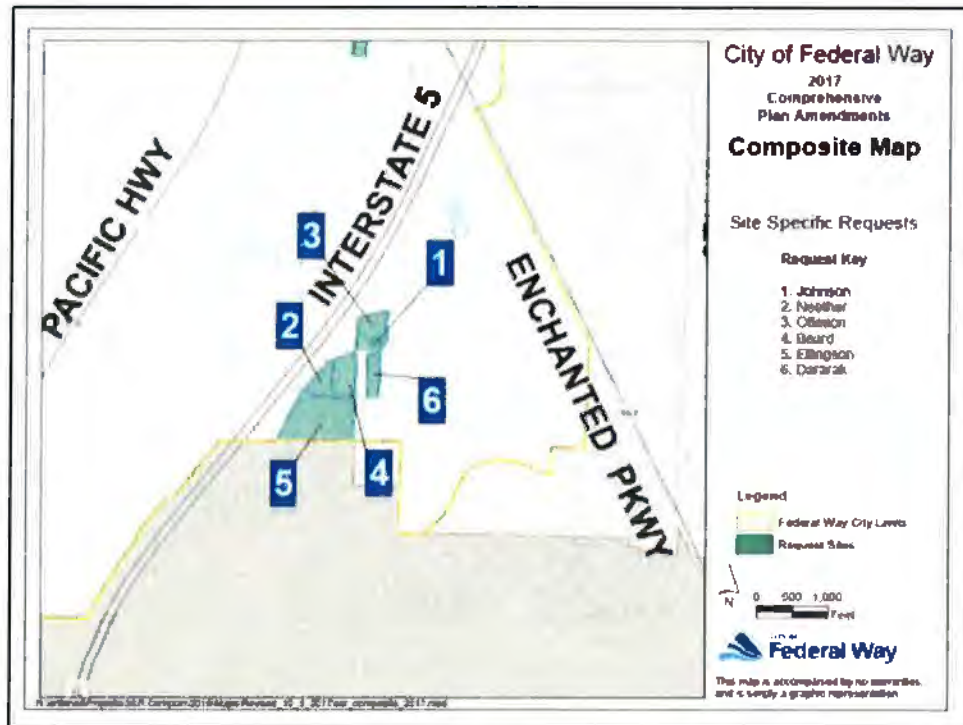 City of Federal Way
2017
Comprehensive
Plan Amendments
Composite Map
Site Specific Requests
Request Key
1. Johnson
2.
3.
4.
5. Ellingson
6.
PACIFIC HWY
INTERSTATE 5
ENCHANTED PKWY
3
1
2
6
5
4
Legend
Federal Way City Limits
Request Sites
N
0 500 1,000
Feet
Federal Way
This map is accompanied by no warranties,
and is simply a graphic representation